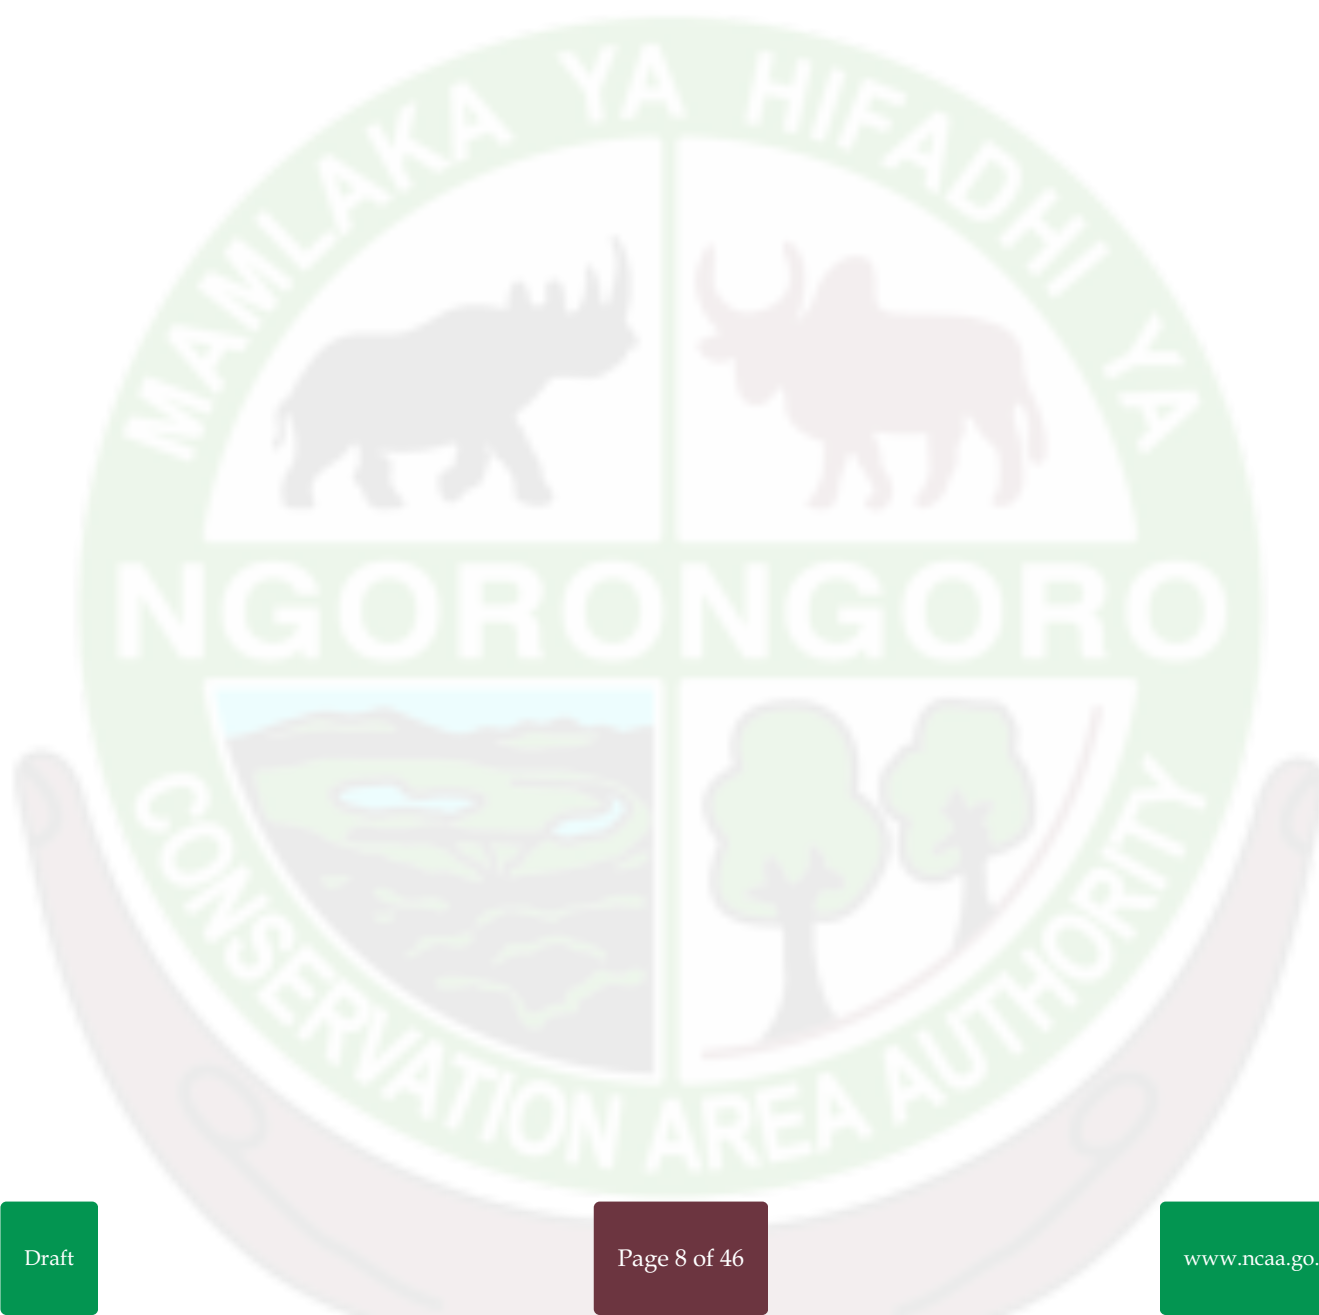 MAMLAKA YA HIFADHI YA
NGORONGORO
CONSERVATION AREA AUTHORITY
Draft
Page 8 of 46
www.ncaa.go.